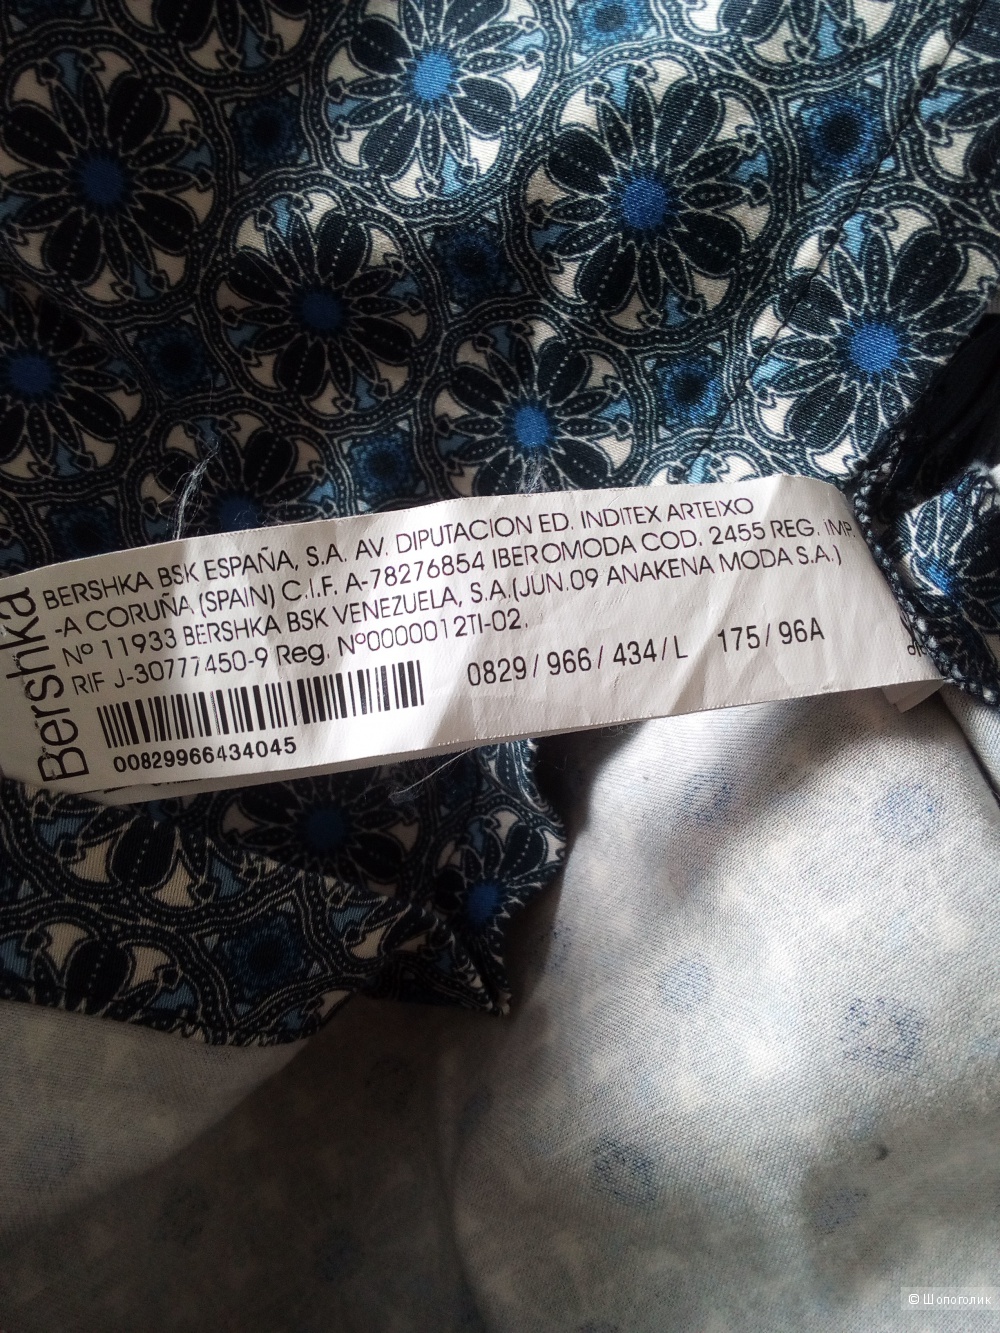 Bershka
BERSHKA BSK ESPAÑA, S.A. AV. DIPUTACION ED. INDITEX ARTEIXO
-A CORUÑA (SPAIN) C.I.F. A-78276854 IBEROMODA COD. 2455 REG. IMP.
Nº 11933 BERSHKA BSK VENEZUELA, S.A.(JUN.09 ANAKENA MODA S.A.)
RIF J-30777450-9 Reg. Nº0000012TI-02.
0829 / 966 / 434 / L 175 / 96A
00829966434045
© Шопоголик